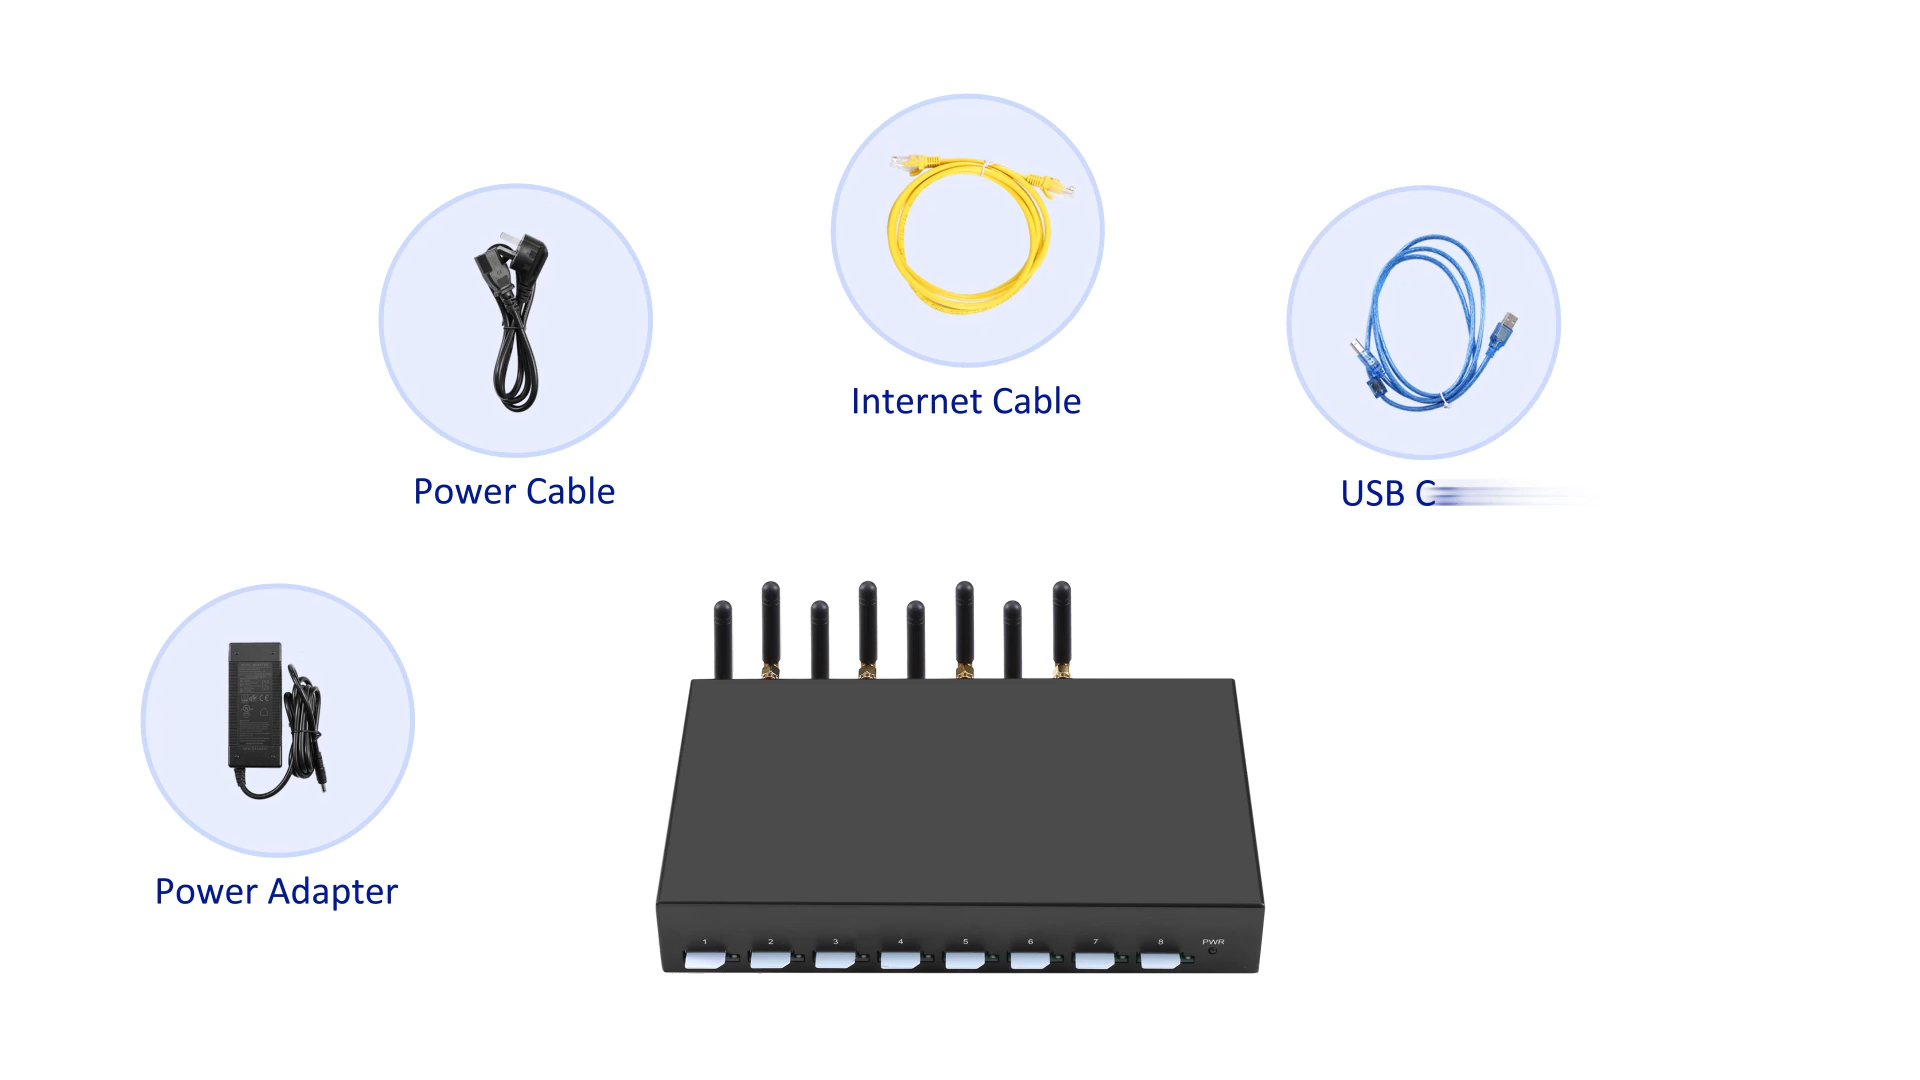 Internet Cable
Power Cable
USB C
Power Adapter
1 2 3 4 5 6 7 8 PWR